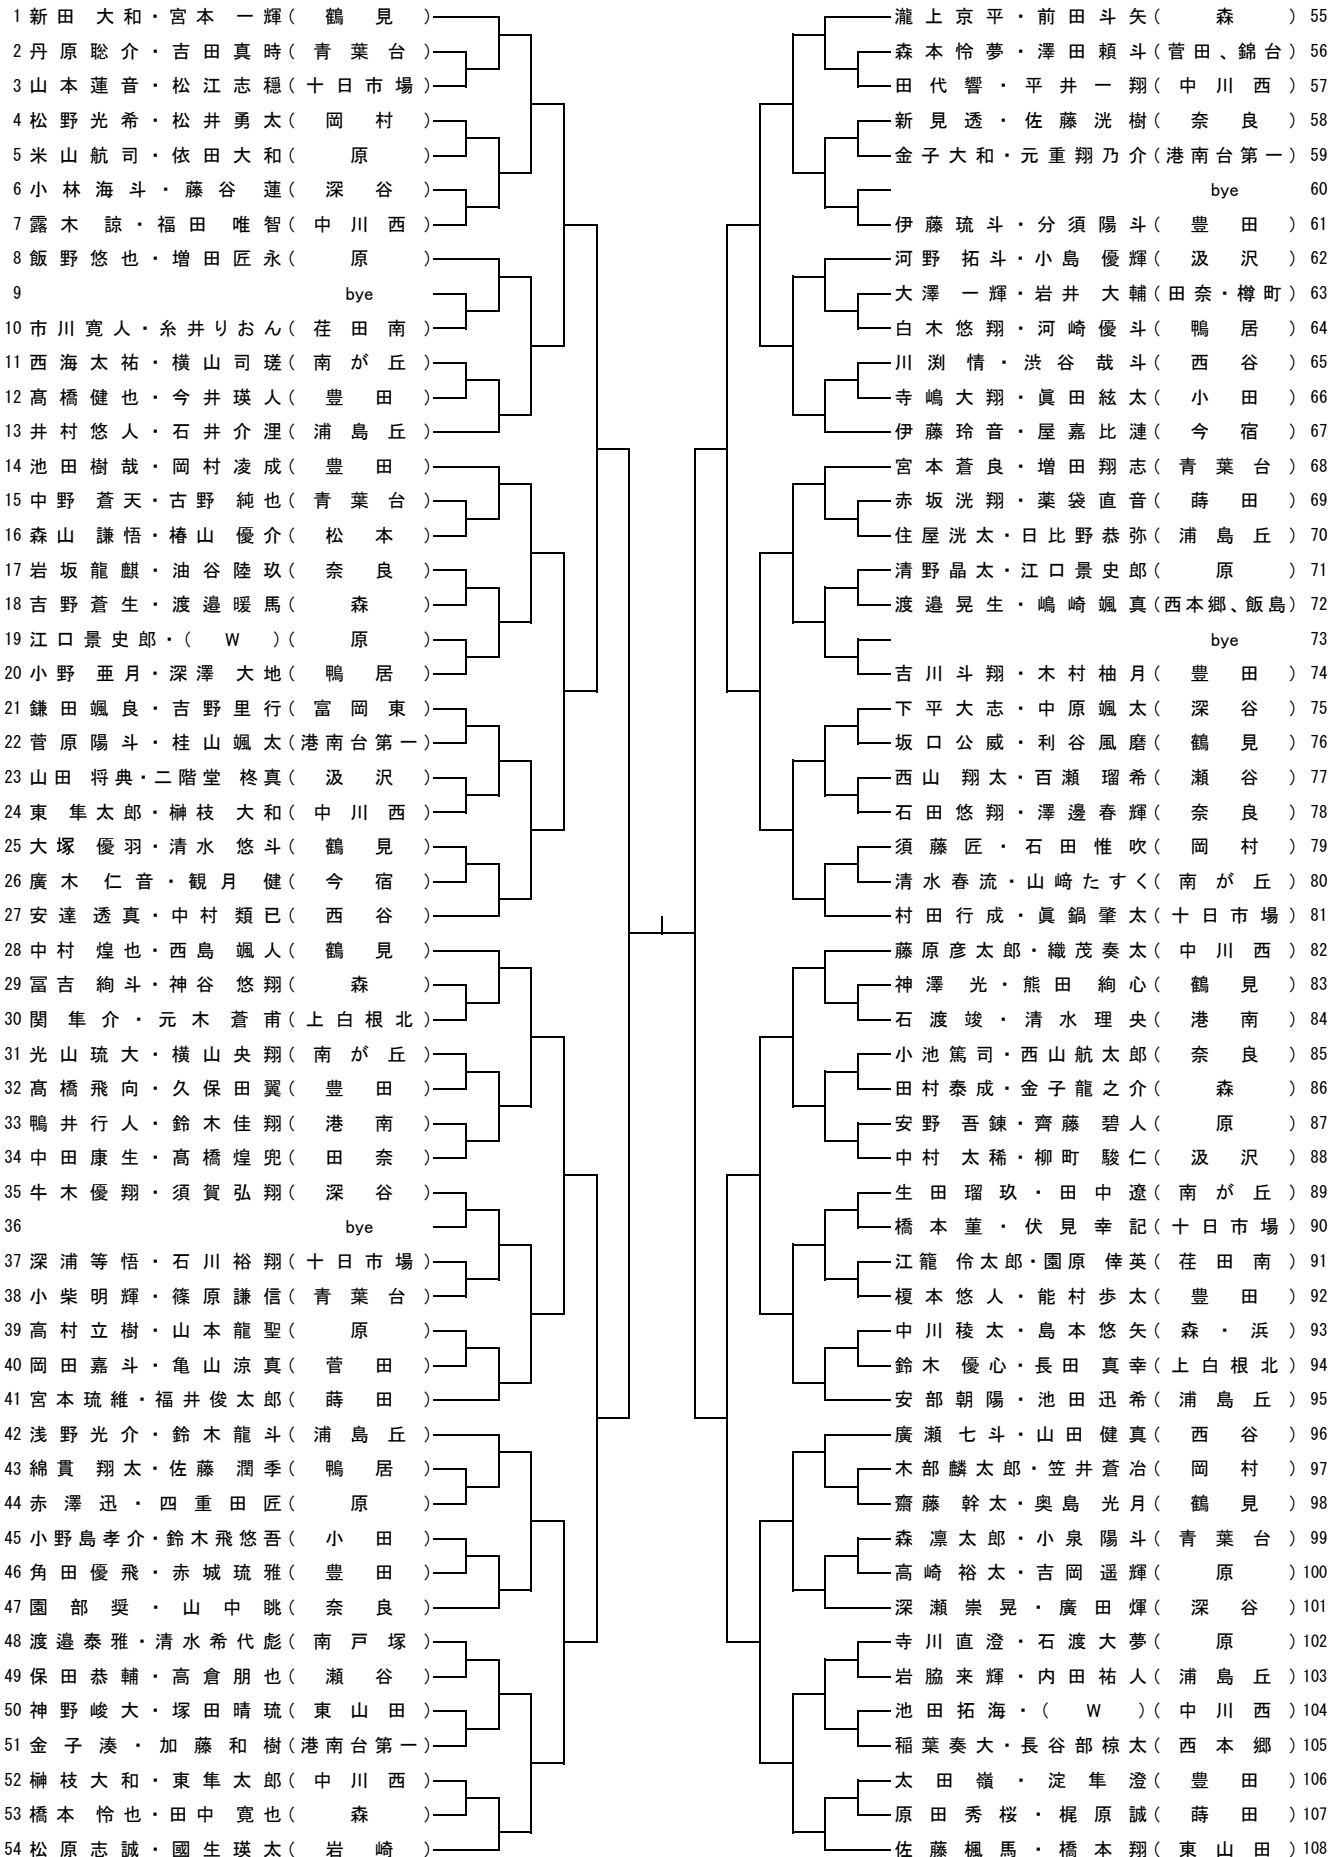 1 新田 大和・宮本 一輝 ( 鶴見 )
2 丹原聡介・吉田真時 ( 青葉台 )
3 山本蓮音・松江志穏 ( 十日市場 )
4 松野光希・松井勇太 ( 岡村 )
5 米山航司・依田大和 ( 原 )
6 小林海斗・藤谷蓮 ( 深谷 )
7 露木 諒・福田 唯智 ( 中川西 )
8 飯野悠也・増田匠永 ( 原 )
9 bye
10 市川寛人・糸井りおん ( 荏田南 )
11 西海太祐・横山司瑳 ( 南が丘 )
12 髙橋健也・今井瑛人 ( 豊田 )
13 井村悠人・石井介浬 ( 浦島丘 )
14 池田樹哉・岡村凌成 ( 豊田 )
15 中野 蒼天・古野 純也 ( 青葉台 )
16 森山 謙悟・椿山 優介 ( 松本 )
17 岩坂龍麒・油谷陸玖 ( 奈良 )
18 吉野蒼生・渡邉暖馬 ( 森 )
19 江口景史郎・( W ) ( 原 )
20 小野 亜月・深澤 大地 ( 鴨居 )
21 鎌田颯良・吉野里行 ( 富岡東 )
22 菅原陽斗・桂山颯太 ( 港南台第一 )
23 山田 将典・二階堂 柊真 ( 汲沢 )
24 東 隼太郎・榊枝 大和 ( 中川西 )
25 大塚 優羽・清水 悠斗 ( 鶴見 )
26 廣木 仁音・観月 健 ( 今宿 )
27 安達透真・中村類已 ( 西谷 )
28 中村 煌也・西島 颯人 ( 鶴見 )
29 冨吉 絢斗・神谷 悠翔 ( 森 )
30 関隼介・元木蒼甫 ( 上白根北 )
31 光山琉大・横山央翔 ( 南が丘 )
32 髙橋飛向・久保田翼 ( 豊田 )
33 鴨井行人・鈴木佳翔 ( 港南 )
34 中田康生・髙橋煌兜 ( 田奈 )
35 牛木優翔・須賀弘翔 ( 深谷 )
36 bye
37 深浦等悟・石川裕翔 ( 十日市場 )
38 小柴明輝・篠原謙信 ( 青葉台 )
39 高村立樹・山本龍聖 ( 原 )
40 岡田嘉斗・亀山涼真 ( 菅田 )
41 宮本琉維・福井俊太郎 ( 蒔田 )
42 浅野光介・鈴木龍斗 ( 浦島丘 )
43 綿貫 翔太・佐藤 潤季 ( 鴨居 )
44 赤澤迅・四重田匠 ( 原 )
45 小野島孝介・鈴木飛悠吾 ( 小田 )
46 角田優飛・赤城琉雅 ( 豊田 )
47 園部奨・山中眺 ( 奈良 )
48 渡邉泰雅・清水希代彪 ( 南戸塚 )
49 保田恭輔・高倉朋也 ( 瀬谷 )
50 神野峻大・塚田晴琉 ( 東山田 )
51 金子湊・加藤和樹 ( 港南台第一 )
52 榊枝大和・東隼太郎 ( 中川西 )
53 橋本 怜也・田中 寛也 ( 森 )
54 松原志誠・國生瑛太 ( 岩崎 )
瀧上京平・前田斗矢 ( 森 ) 55
森本怜夢・澤田頼斗 ( 菅田、錦台 ) 56
田代響・平井一翔 ( 中川西 ) 57
新見透・佐藤洸樹 ( 奈良 ) 58
金子大和・元重翔乃介 ( 港南台第一 ) 59
bye 60
伊藤琉斗・分須陽斗 ( 豊田 ) 61
河野 拓斗・小島 優輝 ( 汲沢 ) 62
大澤 一輝・岩井 大輔 ( 田奈・樽町 ) 63
白木悠翔・河崎優斗 ( 鴨居 ) 64
川渕 情・渋谷 哉斗 ( 西谷 ) 65
寺嶋大翔・眞田絃太 ( 小田 ) 66
伊藤玲音・屋嘉比漣 ( 今宿 ) 67
宮本蒼良・増田翔志 ( 青葉台 ) 68
赤坂洸翔・薬袋直音 ( 蒔田 ) 69
住屋洸太・日比野恭弥 ( 浦島丘 ) 70
清野晶太・江口景史郎 ( 原 ) 71
渡邉晃生・嶋崎颯真 ( 西本郷、飯島 ) 72
bye 73
吉川斗翔・木村柚月 ( 豊田 ) 74
下平大志・中原颯太 ( 深谷 ) 75
坂口公威・利谷風磨 ( 鶴見 ) 76
西山 翔太・百瀬 瑠希 ( 瀬谷 ) 77
石田悠翔・澤邊春輝 ( 奈良 ) 78
須藤匠・石田惟吹 ( 岡村 ) 79
清水春流・山﨑たすく ( 南が丘 ) 80
村田行成・眞鍋肇太 ( 十日市場 ) 81
藤原彦太郎・織茂奏太 ( 中川西 ) 82
神澤 光・熊田 絢心 ( 鶴見 ) 83
石渡竣・清水理央 ( 港南 ) 84
小池篤司・西山航太郎 ( 奈良 ) 85
田村泰成・金子龍之介 ( 森 ) 86
安野 吾錬・齊藤 碧人 ( 原 ) 87
中村 太稀・柳町 駿仁 ( 汲沢 ) 88
生田瑠玖・田中遼 ( 南が丘 ) 89
橋本菫・伏見幸記 ( 十日市場 ) 90
江籠 伶太郎・園原 倖英 ( 荏田南 ) 91
榎本悠人・能村歩太 ( 豊田 ) 92
中川稜太・島本悠矢 ( 森・浜 ) 93
鈴木 優心・長田 真幸 ( 上白根北 ) 94
安部朝陽・池田迅希 ( 浦島丘 ) 95
廣瀬七斗・山田健真 ( 西谷 ) 96
木部麟太郎・笠井蒼冶 ( 岡村 ) 97
齋藤 幹太・奥島 光月 ( 鶴見 ) 98
森凛太郎・小泉陽斗 ( 青葉台 ) 99
高崎裕太・吉岡遥輝 ( 原 ) 100
深瀬崇晃・廣田煇 ( 深谷 ) 101
寺川直澄・石渡大夢 ( 原 ) 102
岩脇来輝・内田祐人 ( 浦島丘 ) 103
池田拓海・( W ) ( 中川西 ) 104
稲葉奏大・長谷部椋太 ( 西本郷 ) 105
太田嶺・淀隼澄 ( 豊田 ) 106
原田秀桜・梶原誠 ( 蒔田 ) 107
佐藤楓馬・橋本翔 ( 東山田 ) 108